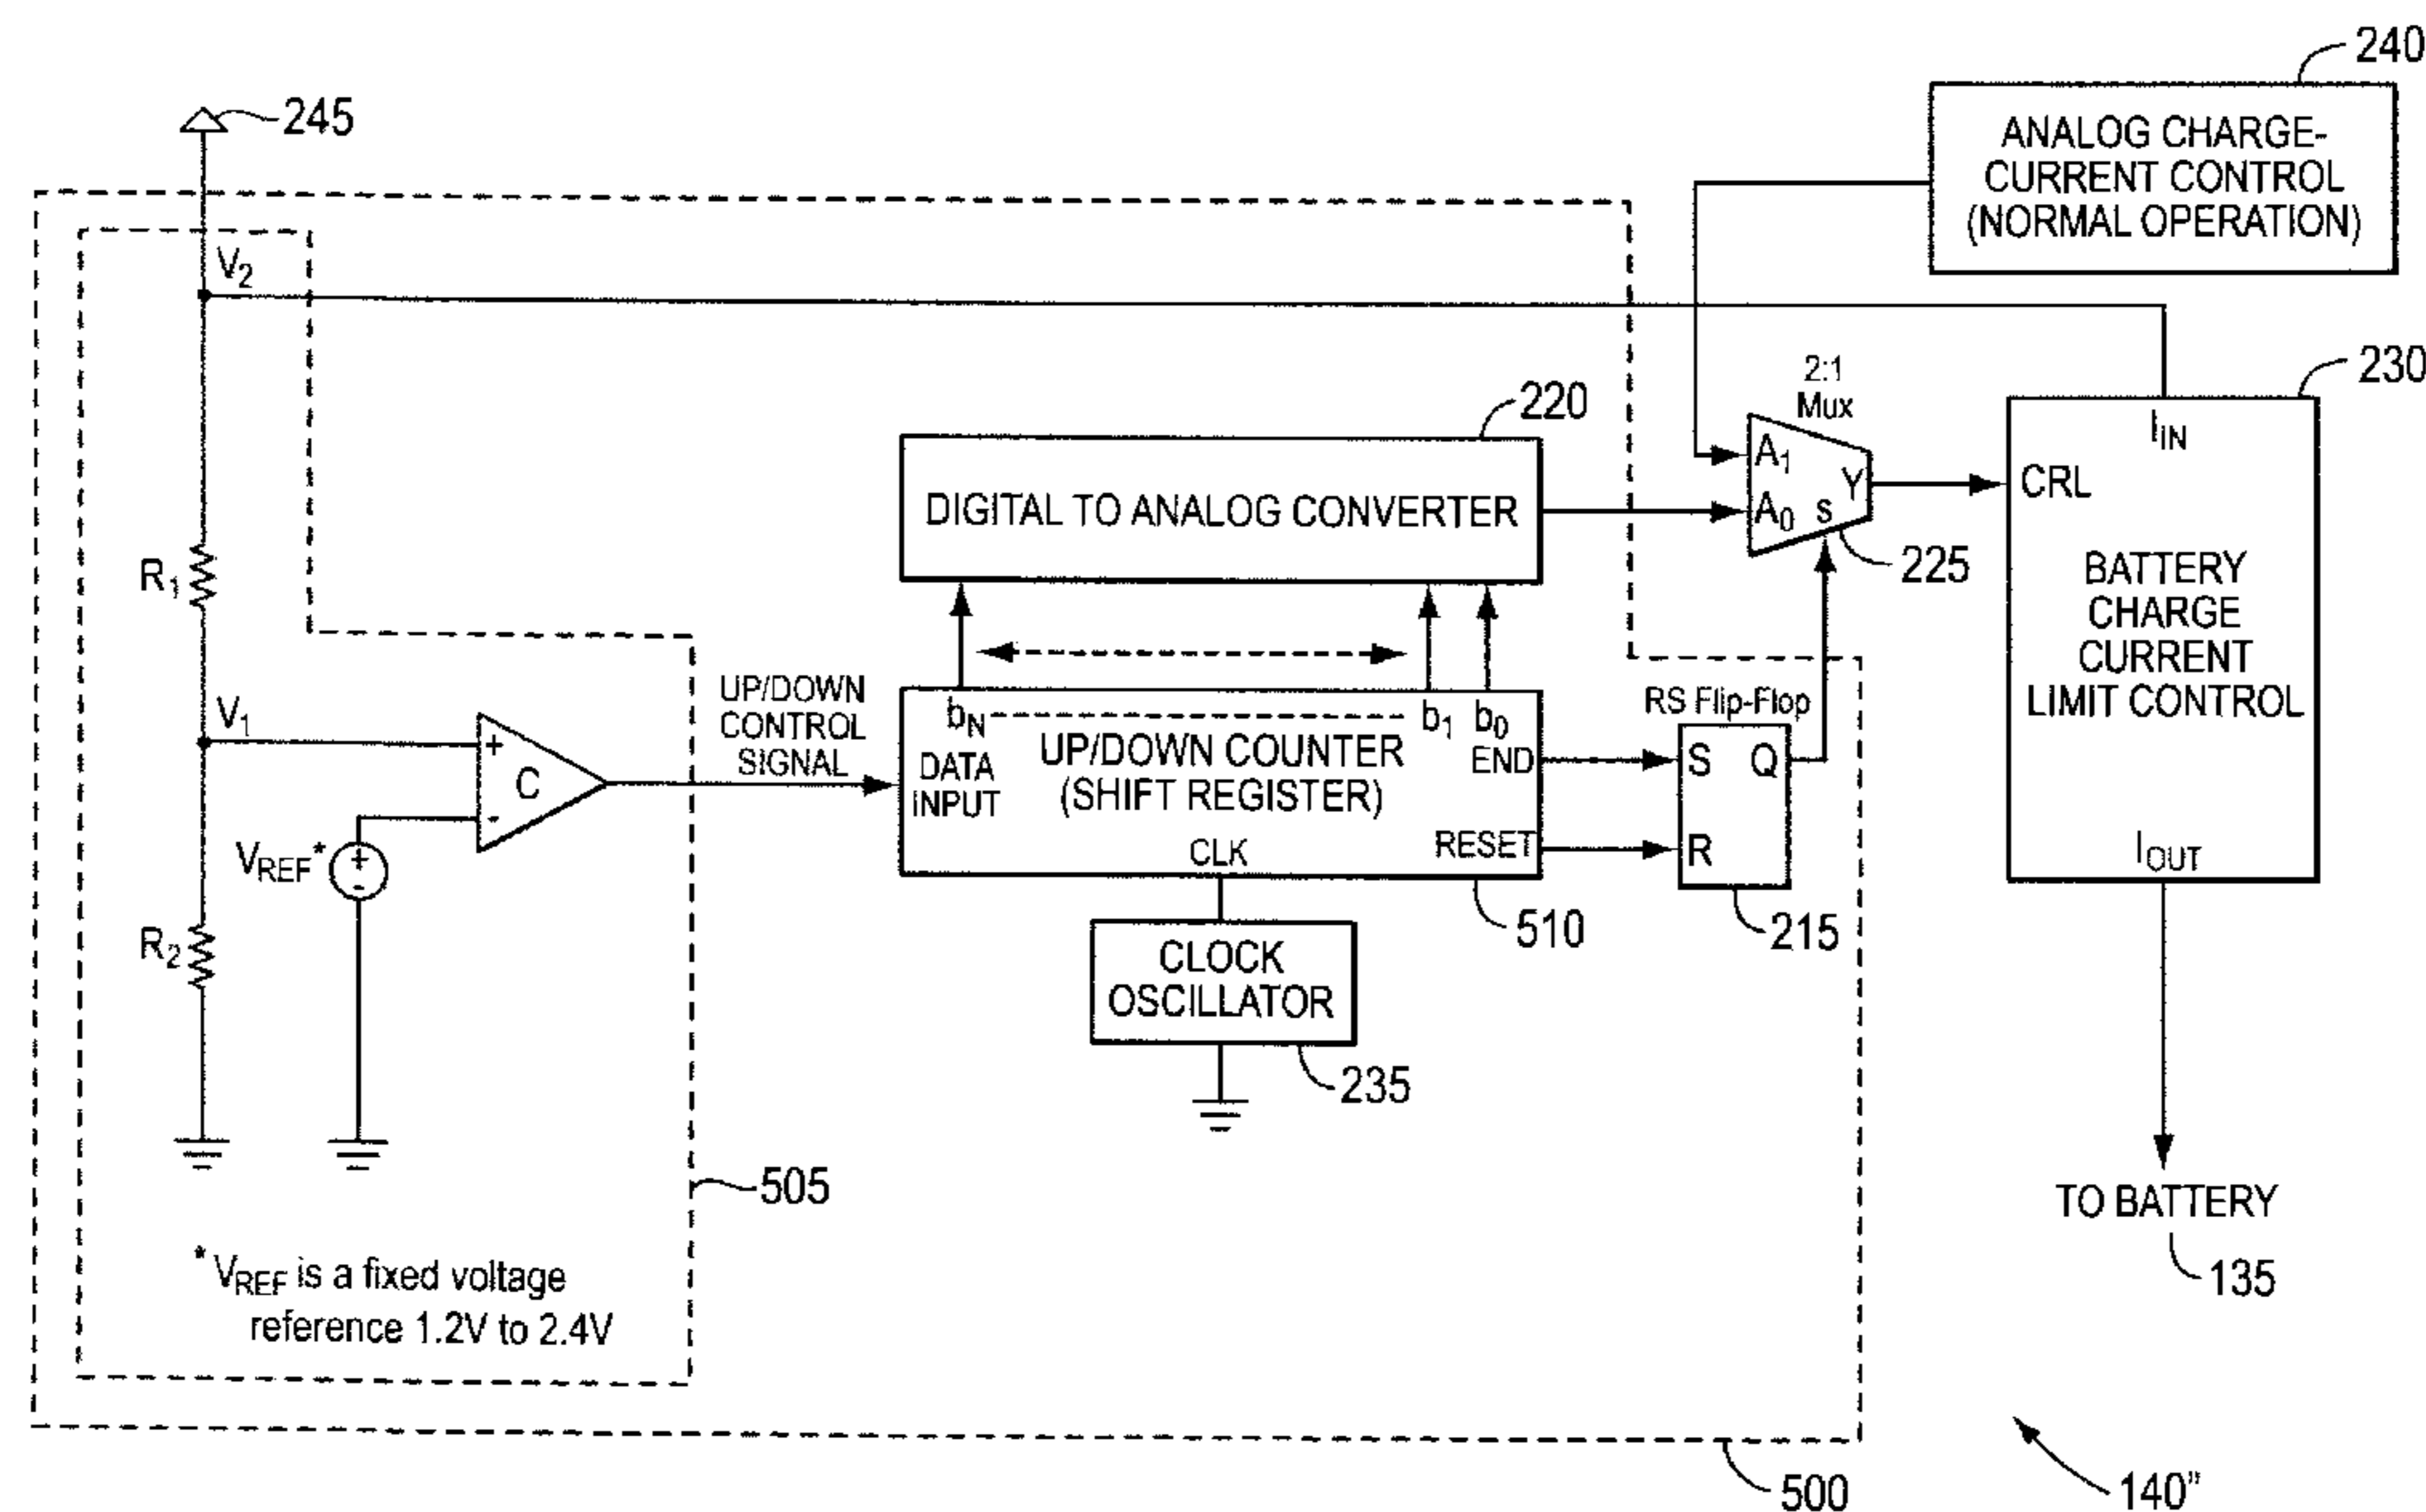 240
ANALOG CHARGE-
CURRENT CONTROL
(NORMAL OPERATION)
245
V2
2:1
Mux
230
220
IIN
A1
Y
CRL
A0
s
DIGITAL TO ANALOG CONVERTER
225
BATTERY
CHARGE
CURRENT
LIMIT CONTROL
R1
UP/DOWN
CONTROL
SIGNAL
RS Flip-Flop
V1
bN
b1
b0
+
C
-
DATA
INPUT
UP/DOWN COUNTER
(SHIFT REGISTER)
END
S
Q
VREF*
+
-
CLK
RESET
R
IOUT
R2
510
215
CLOCK
OSCILLATOR
235
505
TO BATTERY
135
* VREF is a fixed voltage
reference 1.2V to 2.4V
500
140"